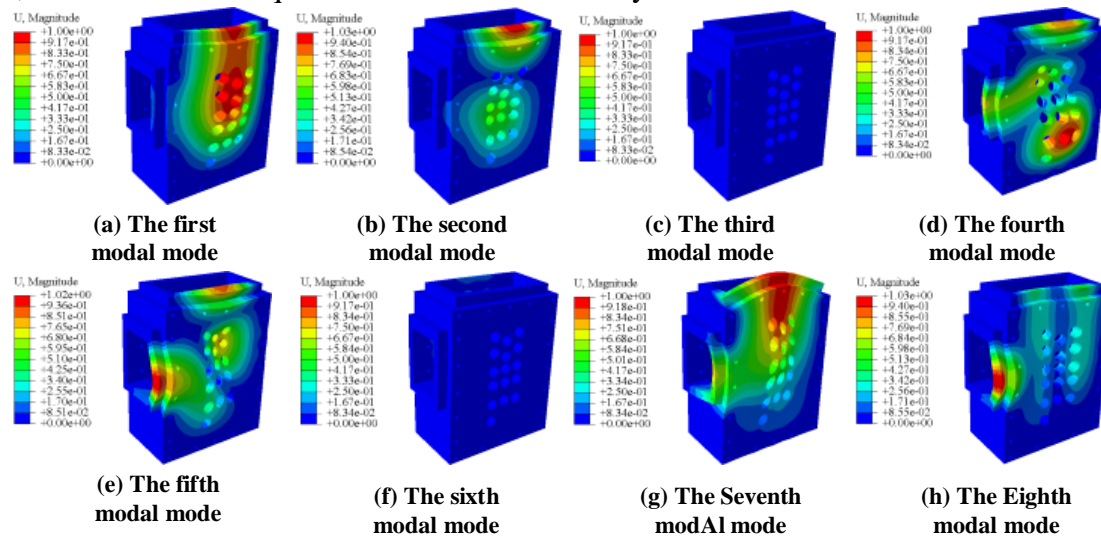 U, Magnitude
+1.00e+00
+9.17e-01
+8.33e-01
+7.50e-01
+6.67e-01
+5.83e-01
+5.00e-01
+4.17e-01
+3.33e-01
+2.50e-01
+1.67e-01
+8.33e-02
+0.00e+00
(a) The first
modal mode
U, Magnitude
+1.03e+00
+9.40e-01
+8.54e-01
+7.69e-01
+6.83e-01
+5.98e-01
+5.13e-01
+4.27e-01
+3.42e-01
+2.56e-01
+1.71e-01
+8.54e-02
+0.00e+00
(b) The second
modal mode
U, Magnitude
+1.00e+00
+9.17e-01
+8.33e-01
+7.50e-01
+6.67e-01
+5.83e-01
+5.00e-01
+4.17e-01
+3.33e-01
+2.50e-01
+1.67e-01
+8.33e-02
+0.00e+00
(c) The third
modal mode
U, Magnitude
+1.00e+00
+9.17e-01
+8.34e-01
+7.50e-01
+6.67e-01
+5.83e-01
+5.00e-01
+4.17e-01
+3.33e-01
+2.50e-01
+1.67e-01
+8.34e-02
+0.00e+00
(d) The fourth
modal mode
U, Magnitude
+1.02e+00
+9.36e-01
+8.51e-01
+7.65e-01
+6.80e-01
+5.95e-01
+5.10e-01
+4.25e-01
+3.40e-01
+2.55e-01
+1.70e-01
+8.51e-02
+0.00e+00
(e) The fifth
modal mode
U, Magnitude
+1.00e+00
+9.17e-01
+8.34e-01
+7.50e-01
+6.67e-01
+5.84e-01
+5.00e-01
+4.17e-01
+3.33e-01
+2.50e-01
+1.67e-01
+8.34e-02
+0.00e+00
(f) The sixth
modal mode
U, Magnitude
+1.00e+00
+9.18e-01
+8.34e-01
+7.51e-01
+6.68e-01
+5.84e-01
+5.01e-01
+4.17e-01
+3.34e-01
+2.50e-01
+1.67e-01
+8.34e-02
+0.00e+00
(g) The Seventh
modAl mode
U, Magnitude
+1.03e+00
+9.40e-01
+8.55e-01
+7.69e-01
+6.84e-01
+5.98e-01
+5.13e-01
+4.27e-01
+3.42e-01
+2.56e-01
+1.71e-01
+8.55e-02
+0.00e+00
(h) The Eighth
modal mode